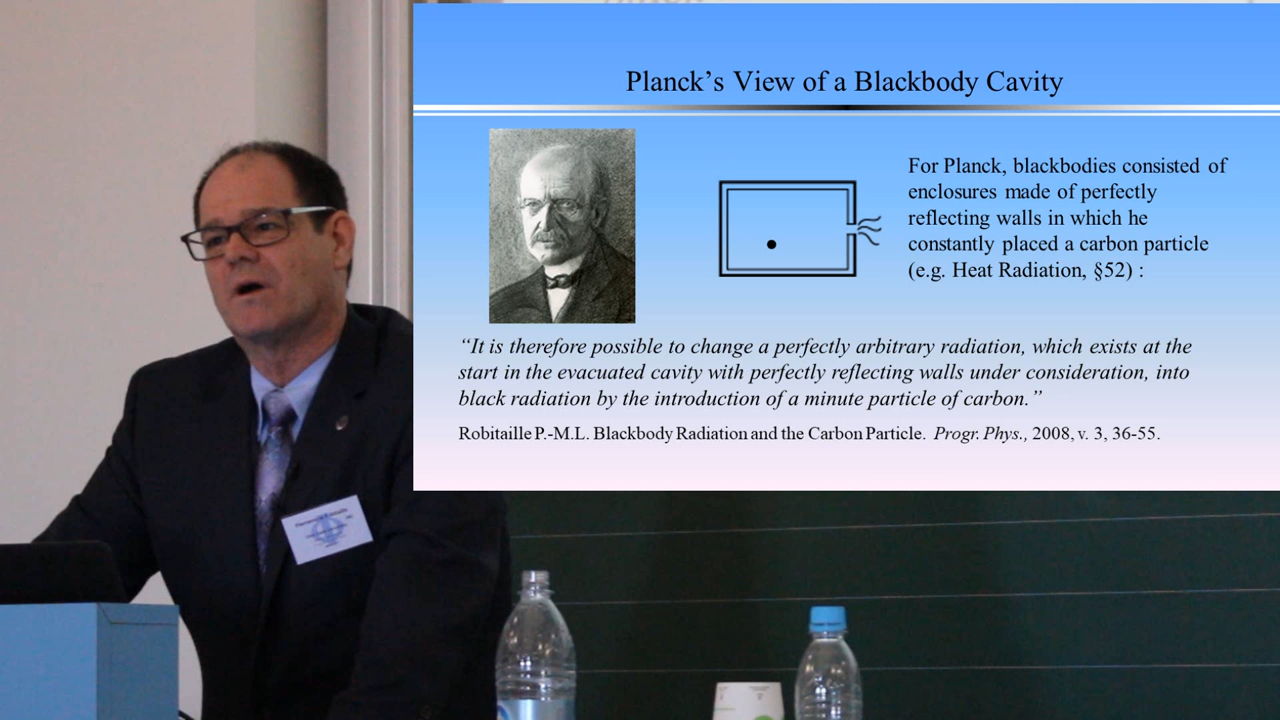 Planck’s View of a Blackbody Cavity
For Planck, blackbodies consisted of
enclosures made of perfectly
reflecting walls in which he
constantly placed a carbon particle
(e.g. Heat Radiation, §52) :
“It is therefore possible to change a perfectly arbitrary radiation, which exists at the
start in the evacuated cavity with perfectly reflecting walls under consideration, into
black radiation by the introduction of a minute particle of carbon.”
Robitaille P.-M.L. Blackbody Radiation and the Carbon Particle. Progr. Phys., 2008, v. 3, 36-55.